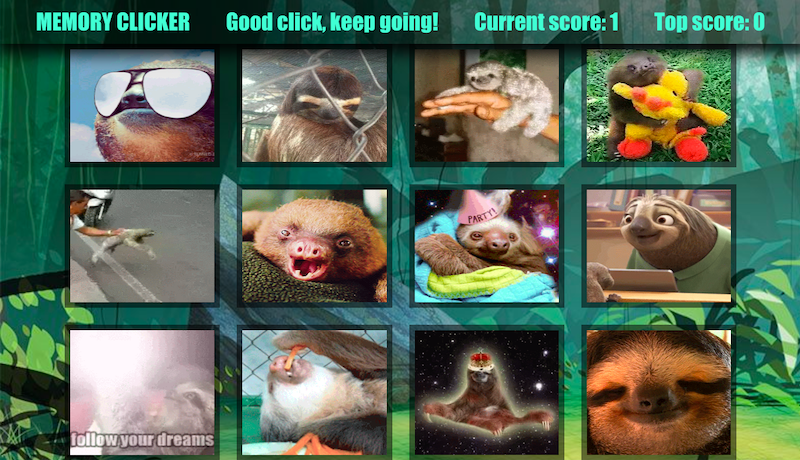 MEMORY CLICKER Good click, keep going! Current score: 1 Top score: 0
PARTY!
follow your dreams